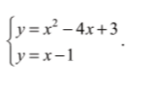 {y = x² – 4x + 3
y = x – 1 .